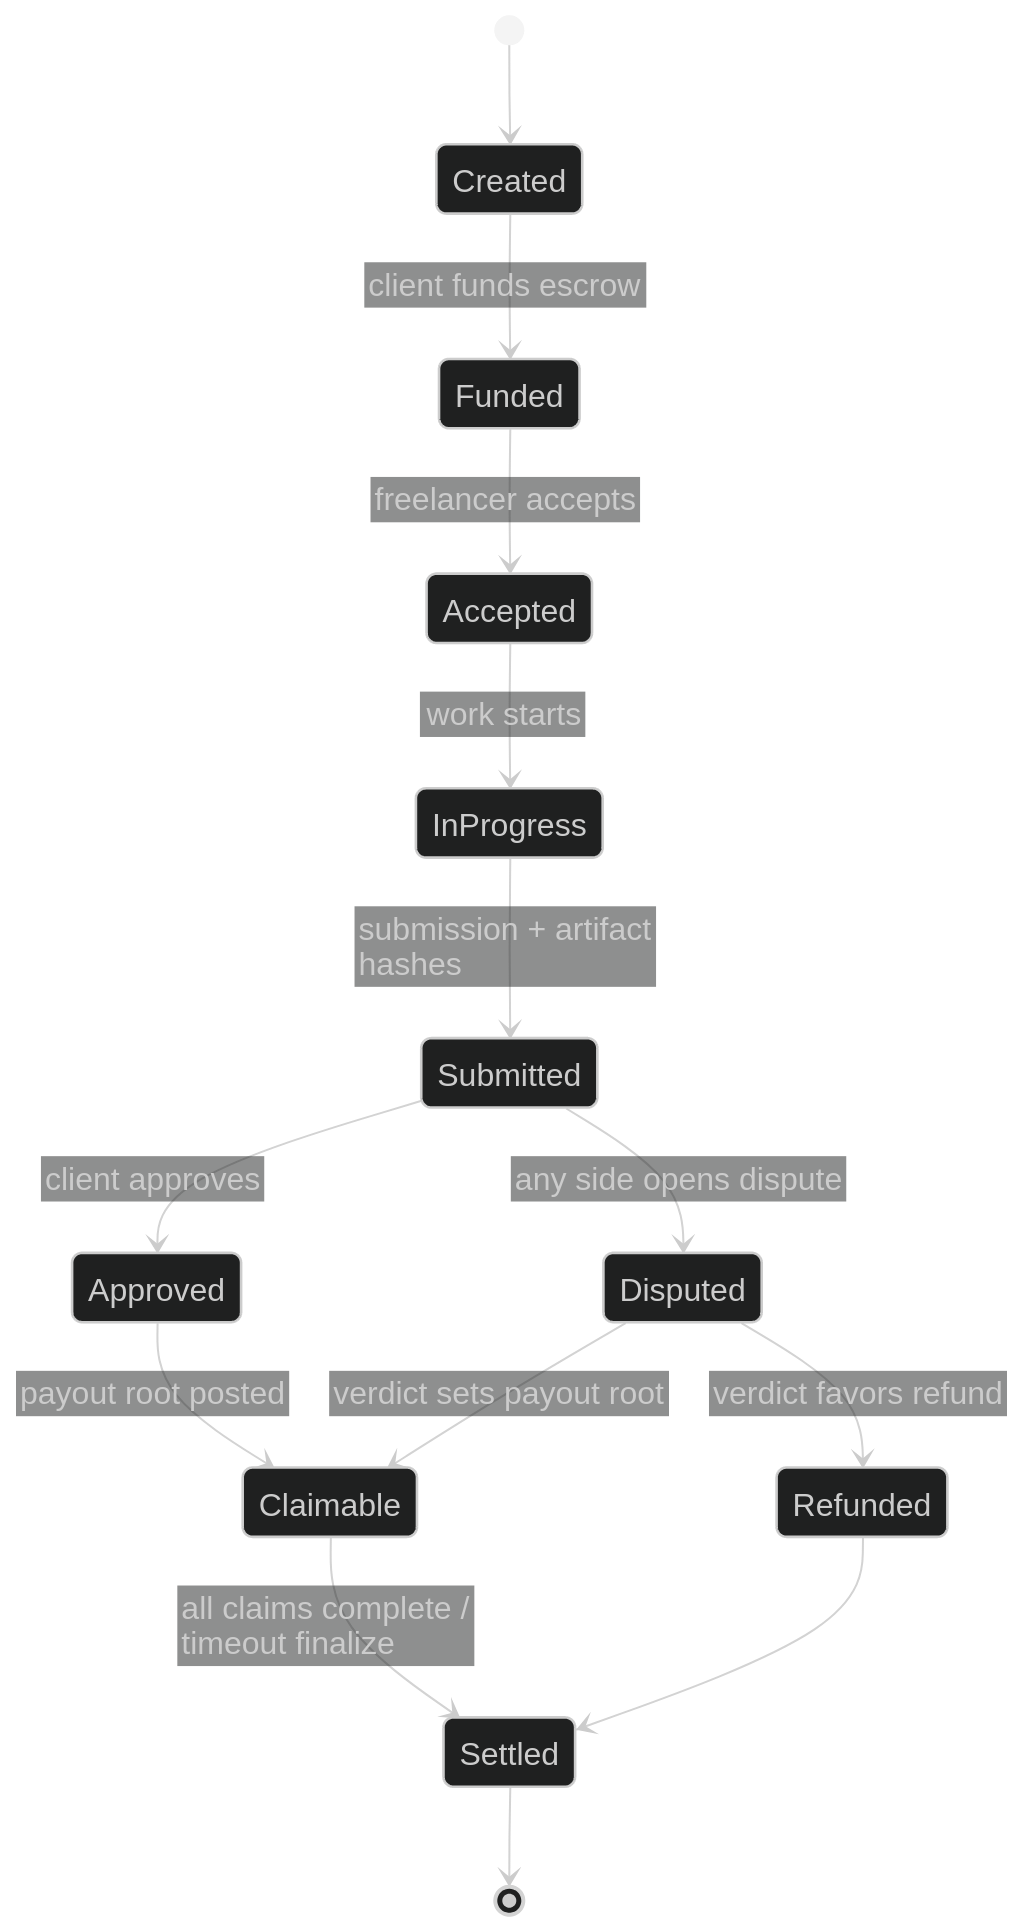 Created
client funds escrow
Funded
freelancer accepts
Accepted
work starts
InProgress
submission + artifact
hashes
Submitted
client approves
any side opens dispute
Approved
Disputed
payout root posted
verdict sets payout root
verdict favors refund
Claimable
Refunded
all claims complete /
timeout finalize
Settled